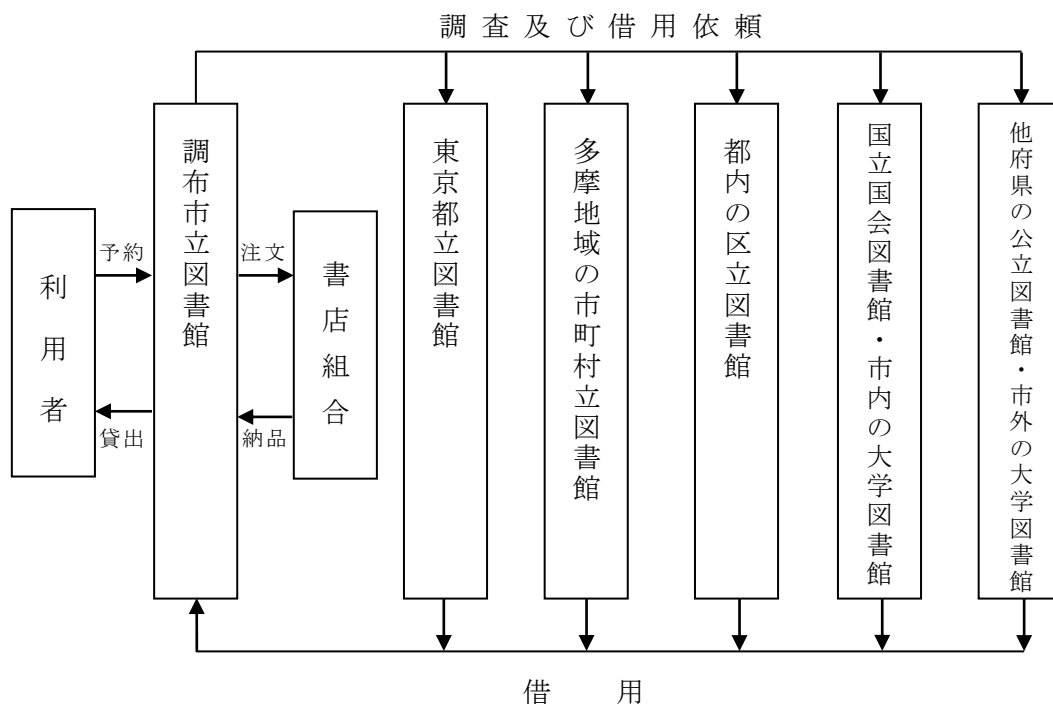 調査及び借用依頼
利用者
予約
貸出
調布市立図書館
注文
納品
書店組合
東京都立図書館
多摩地域の市町村立図書館
都内の区立図書館
国立国会図書館・市内の大学図書館
他府県の公立図書館・市外の大学図書館
借用